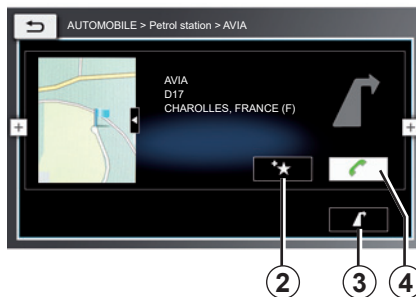 AUTOMOBILE > Petrol station > AVIA
AVIA
D17
CHAROLLES, FRANCE (F)
2
3
4